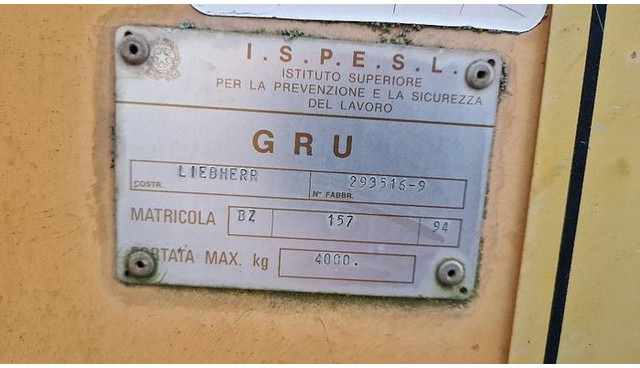 I.S.P.E.S.L.
ISTITUTO SUPERIORE
PER LA PREVENZIONE E LA SICUREZZA
DEL LAVORO
GRU
COSTR. LIEBHERR N° FABBR. 293516-9
MATRICOLA BZ 157 94
PORTATA MAX. kg 4000.